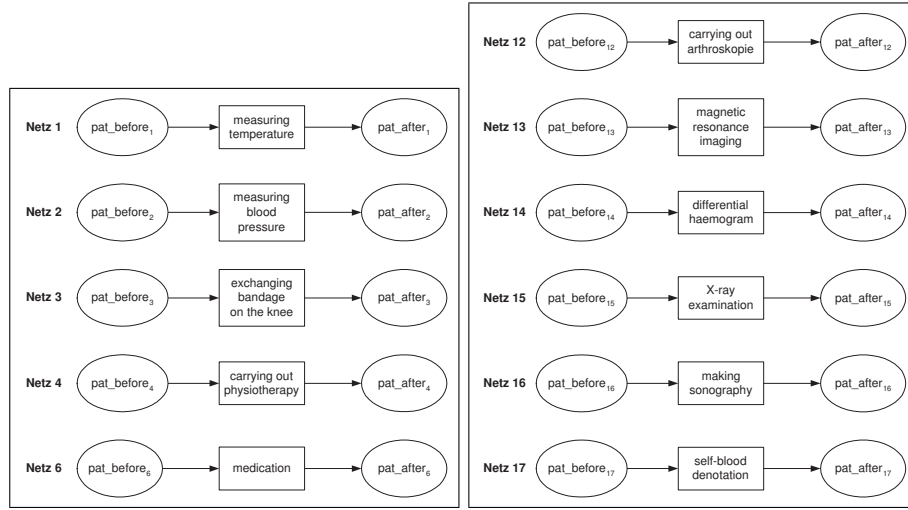 Netz 1 pat_before₁ measuring temperature pat_after₁
Netz 2 pat_before₂ measuring blood pressure pat_after₂
Netz 3 pat_before₃ exchanging bandage on the knee pat_after₃
Netz 4 pat_before₄ carrying out physiotherapy pat_after₄
Netz 6 pat_before₆ medication pat_after₆
Netz 12 pat_before₁₂ carrying out arthroskopie pat_after₁₂
Netz 13 pat_before₁₃ magnetic resonance imaging pat_after₁₃
Netz 14 pat_before₁₄ differential haemogram pat_after₁₄
Netz 15 pat_before₁₅ X-ray examination pat_after₁₅
Netz 16 pat_before₁₆ making sonography pat_after₁₆
Netz 17 pat_before₁₇ self-blood denotation pat_after₁₇